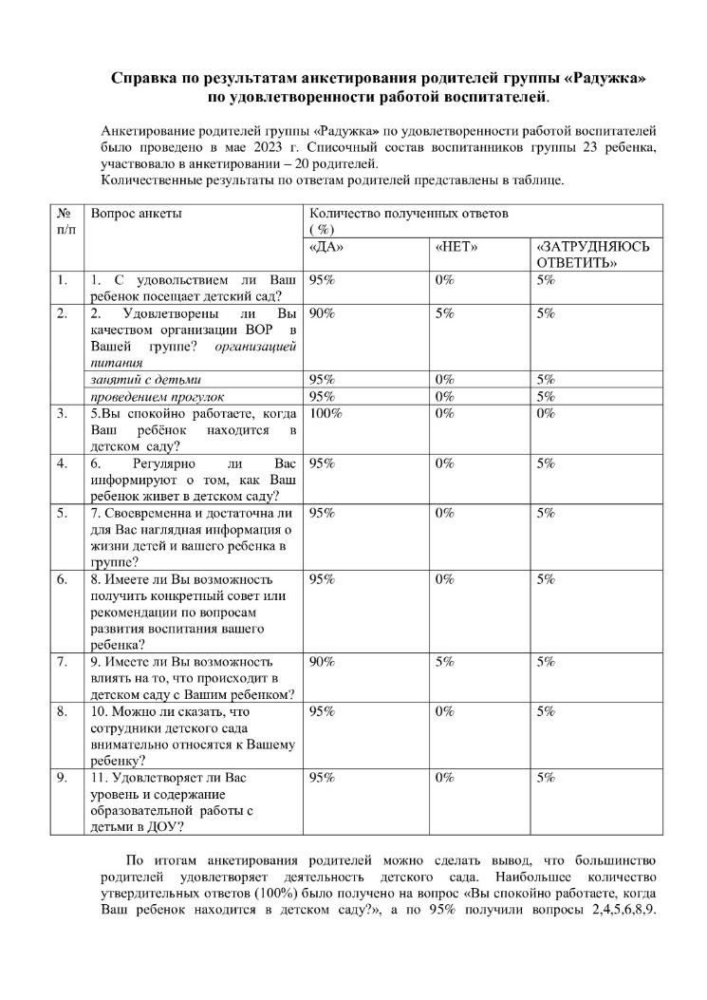 Справка по результатам анкетирования родителей группы «Радужка»
по удовлетворенности работой воспитателей.
Анкетирование родителей группы «Радужка» по удовлетворенности работой воспитателей
было проведено в мае 2023 г. Списочный состав воспитанников группы 23 ребенка,
участвовало в анкетировании – 20 родителей.
Количественные результаты по ответам родителей представлены в таблице.
№ п/п
Вопрос анкеты
Количество полученных ответов
( %)
«ДА»
«НЕТ»
«ЗАТРУДНЯЮСЬ
ОТВЕТИТЬ»
1.
1. С удовольствием ли Ваш
ребенок посещает детский сад?
95%
0%
5%
2.
2. Удовлетворены ли Вы
качеством организации ВОР в
Вашей группе? организацией
питания
90%
5%
5%
занятий с детьми
95%
0%
5%
проведением прогулок
95%
0%
5%
3.
5.Вы спокойно работаете, когда
Ваш ребёнок находится в
детском саду?
100%
0%
0%
4.
6. Регулярно ли Вас
информируют о том, как Ваш
ребенок живет в детском саду?
95%
0%
5%
5.
7. Своевременна и достаточна ли
для Вас наглядная информация о
жизни детей и вашего ребенка в
группе?
95%
0%
5%
6.
8. Имеете ли Вы возможность
получить конкретный совет или
рекомендации по вопросам
развития воспитания вашего
ребенка?
95%
0%
5%
7.
9. Имеете ли Вы возможность
влиять на то, что происходит в
детском саду с Вашим ребенком?
90%
5%
5%
8.
10. Можно ли сказать, что
сотрудники детского сада
внимательно относятся к Вашему
ребенку?
95%
0%
5%
9.
11. Удовлетворяет ли Вас
уровень и содержание
образовательной работы с
детьми в ДОУ?
95%
0%
5%
По итогам анкетирования родителей можно сделать вывод, что большинство
родителей удовлетворяет деятельность детского сада. Наибольшее количество
утвердительных ответов (100%) было получено на вопрос «Вы спокойно работаете, когда
Ваш ребенок находится в детском саду?», а по 95% получили вопросы 2,4,5,6,8,9.